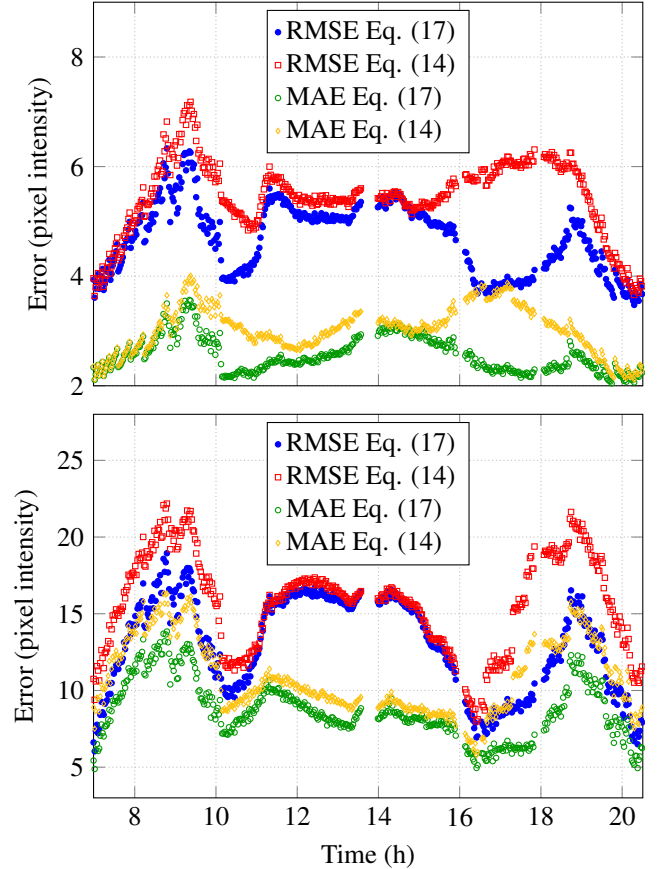 8
6
4
2
Error (pixel intensity)
RMSE Eq. (17)
RMSE Eq. (14)
MAE Eq. (17)
MAE Eq. (14)
25
20
15
10
5
Error (pixel intensity)
RMSE Eq. (17)
RMSE Eq. (14)
MAE Eq. (17)
MAE Eq. (14)
8 10 12 14 16 18 20
Time (h)